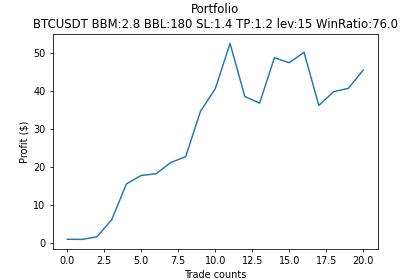 Portfolio
BTCUSDT BBM:2.8 BBL:180 SL:1.4 TP:1.2 lev:15 WinRatio:76.0
50
40
30
20
10
0
Profit ($)
0.0 2.5 5.0 7.5 10.0 12.5 15.0 17.5 20.0
Trade counts